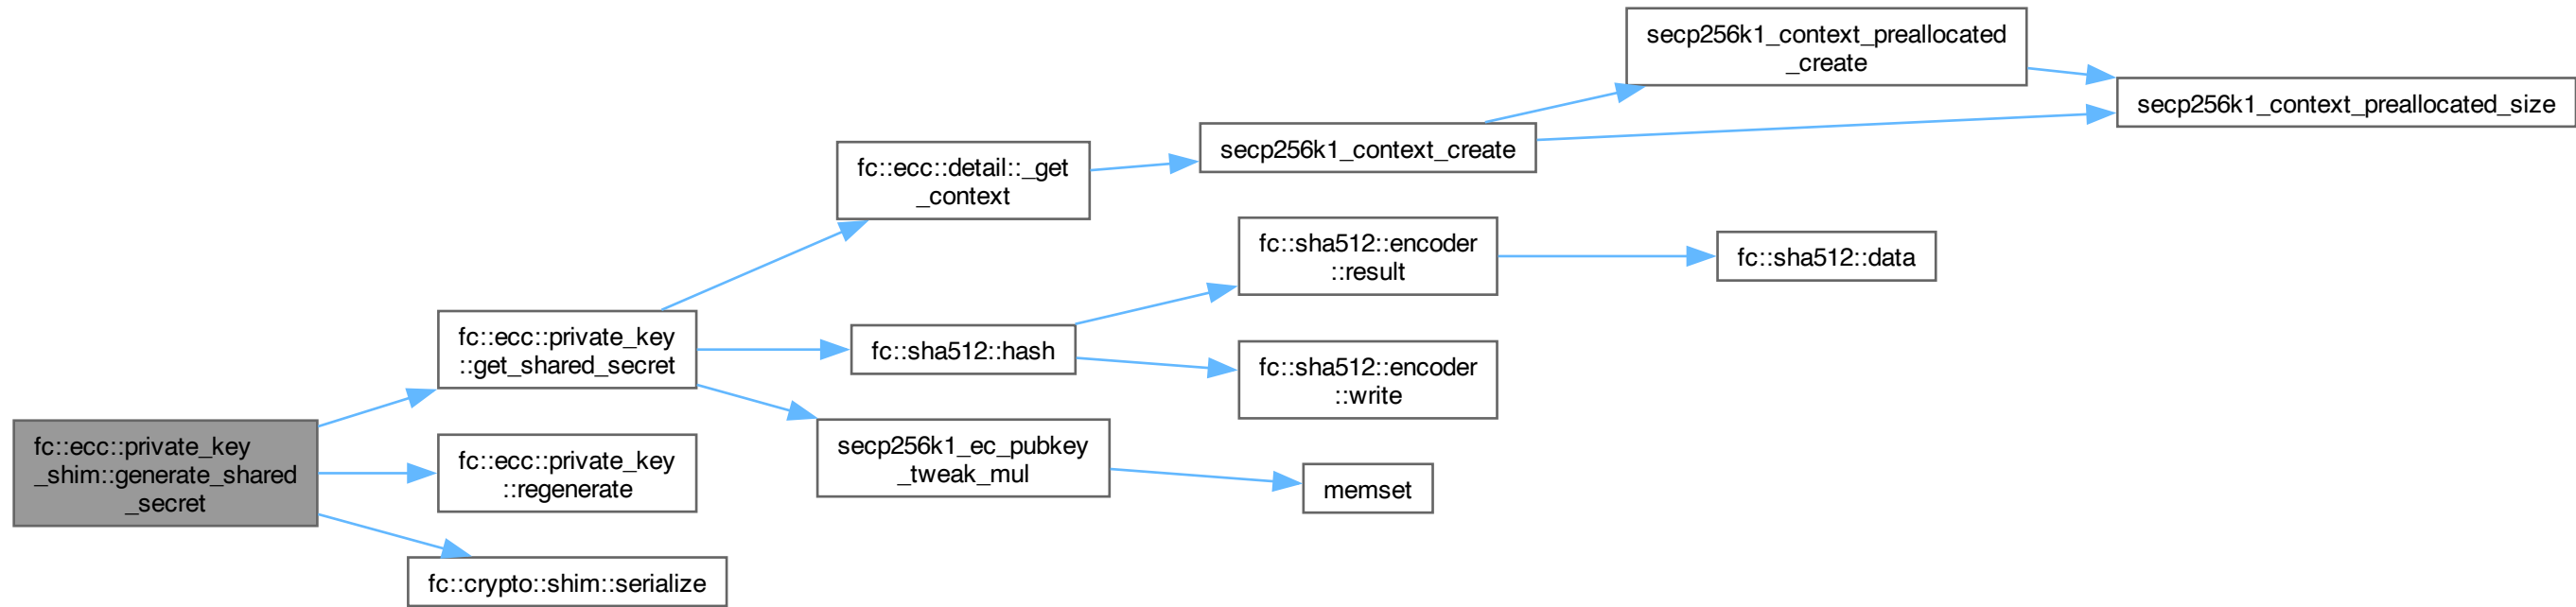 fc::ecc::private_key
_shim::generate_shared
_secret
fc::ecc::private_key
::get_shared_secret
fc::ecc::private_key
::regenerate
fc::crypto::shim::serialize
fc::ecc::detail::_get
_context
fc::sha512::hash
secp256k1_ec_pubkey
_tweak_mul
secp256k1_context_create
fc::sha512::encoder
::result
fc::sha512::encoder
::write
memset
secp256k1_context_preallocated
_create
fc::sha512::data
secp256k1_context_preallocated_size